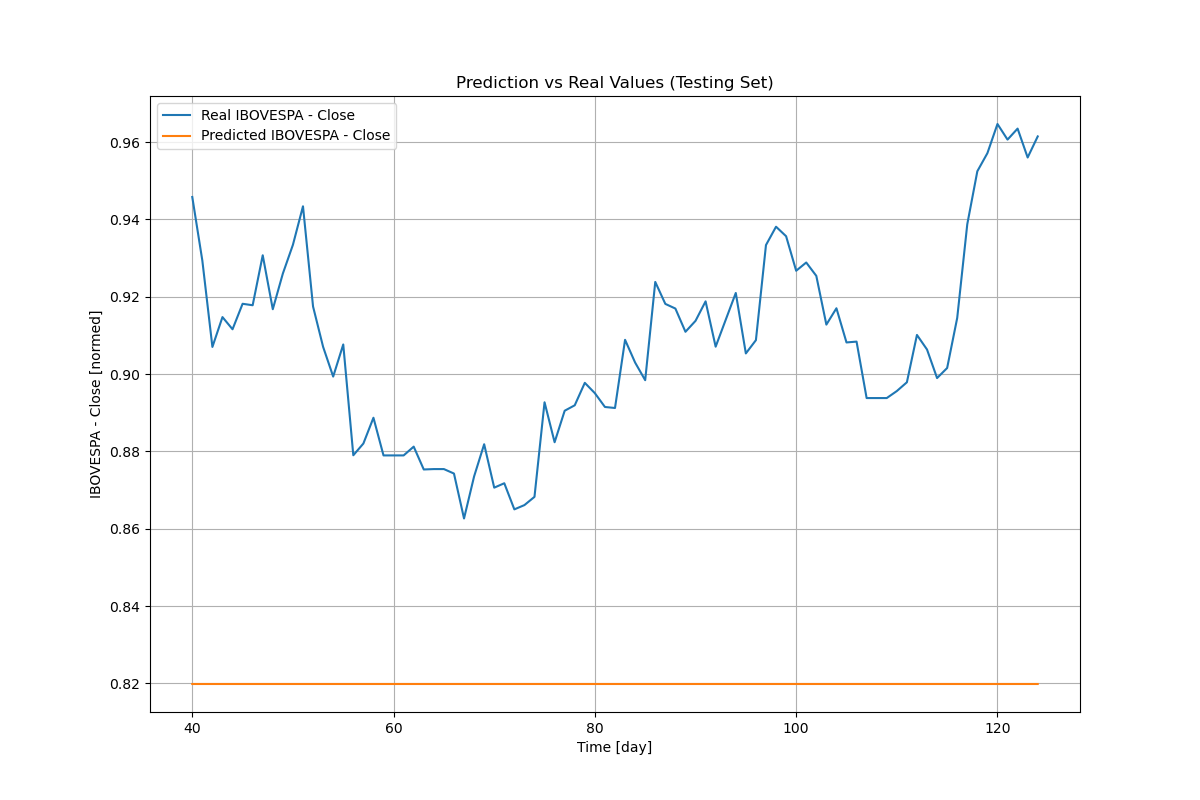 Prediction vs Real Values (Testing Set)
Real IBOVESPA - Close
Predicted IBOVESPA - Close
IBOVESPA - Close [normed]
0.96
0.94
0.92
0.90
0.88
0.86
0.84
0.82
40
60
80
100
120
Time [day]